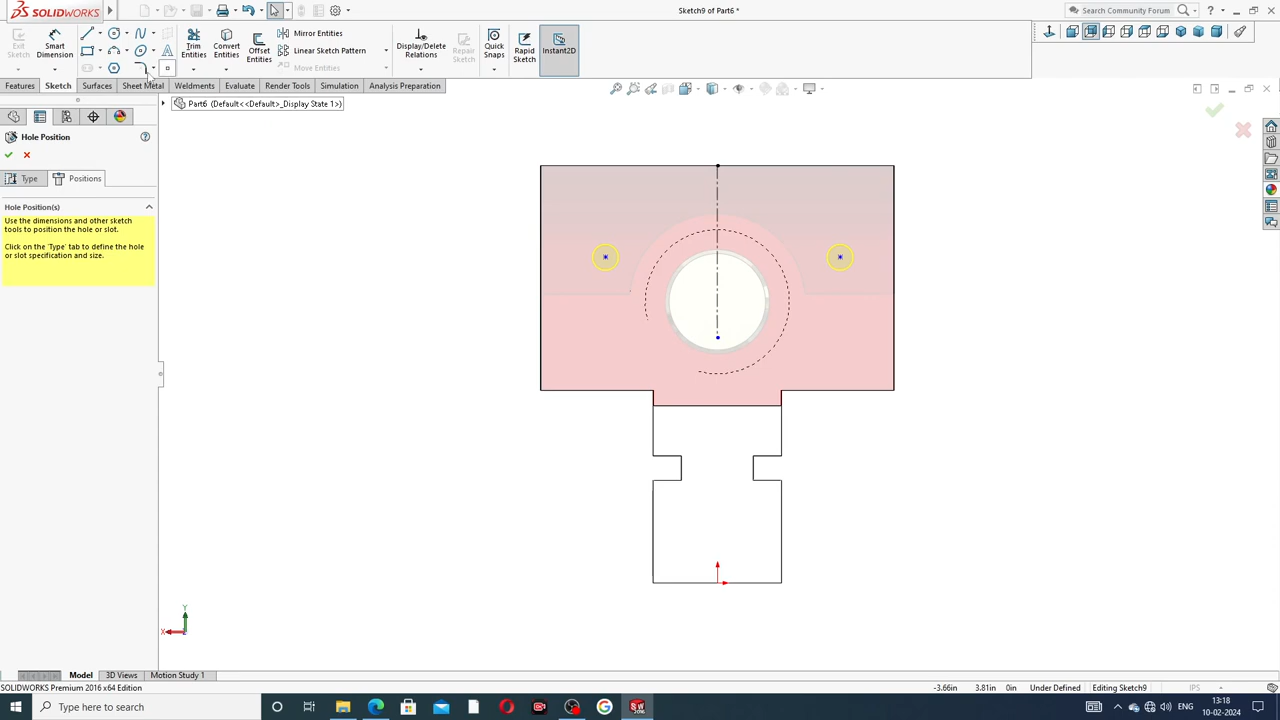 SOLIDWORKS
Sketch9 of Part6 *
Search Community Forum
Exit Sketch
Smart Dimension
Trim Entities
Convert Entities
Offset Entities
Mirror Entities
Linear Sketch Pattern
Move Entities
Display/Delete Relations
Repair Sketch
Quick Snaps
Rapid Sketch
Instant2D
Features
Sketch
Surfaces
Sheet Metal
Weldments
Evaluate
Render Tools
Simulation
Analysis Preparation
Part6 (Default<<Default>_Display State 1>)
Hole Position
Type
Positions
Hole Position(s)
Use the dimensions and other sketch
tools to position the hole or slot.
Click on the 'Type' tab to define the hole
or slot specification and size.
Y
X
Model
3D Views
Motion Study 1
SOLIDWORKS Premium 2016 x64 Edition
-3.66in
3.81in
0in
Under Defined
Editing Sketch9
IPS
Type here to search
ENG
13:18
10-02-2024